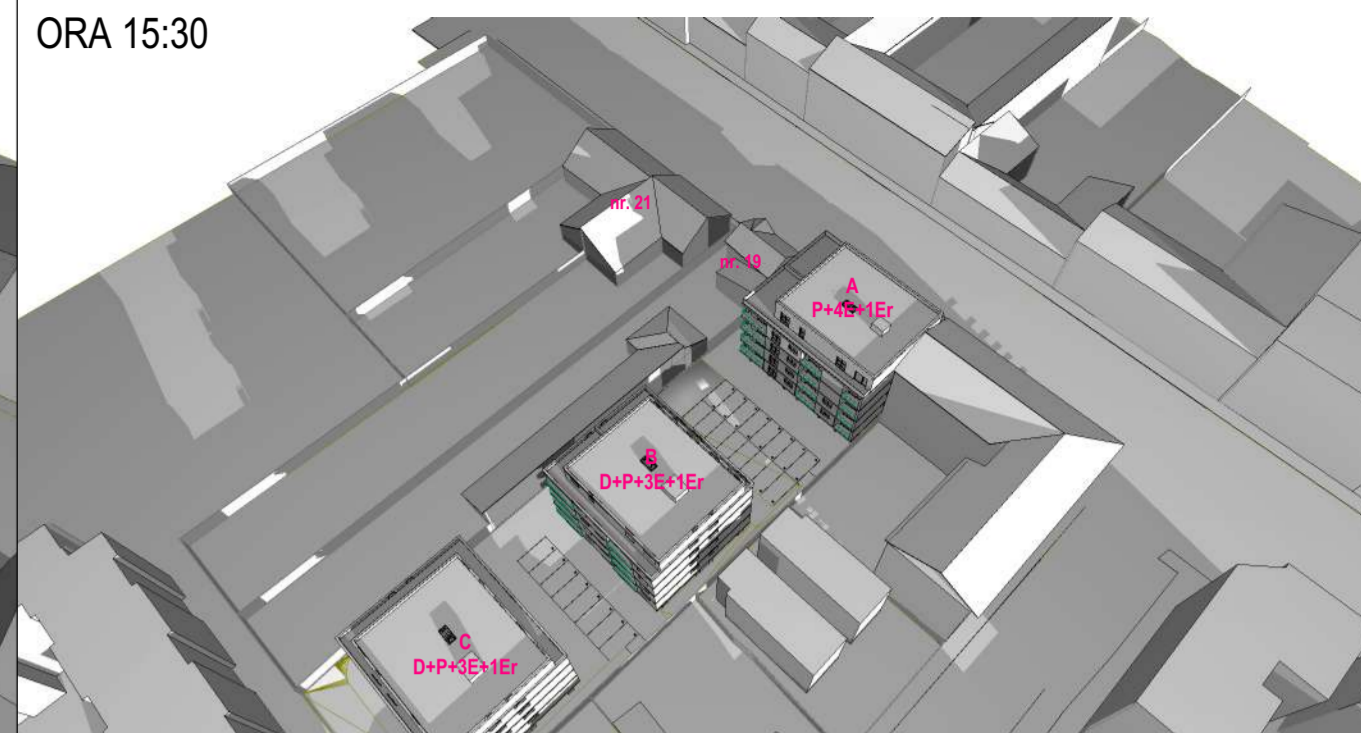 ORA 15:30
nr. 21
nr. 19
A
P+4E+1Er
B
D+P+3E+1Er
C
D+P+3E+1Er